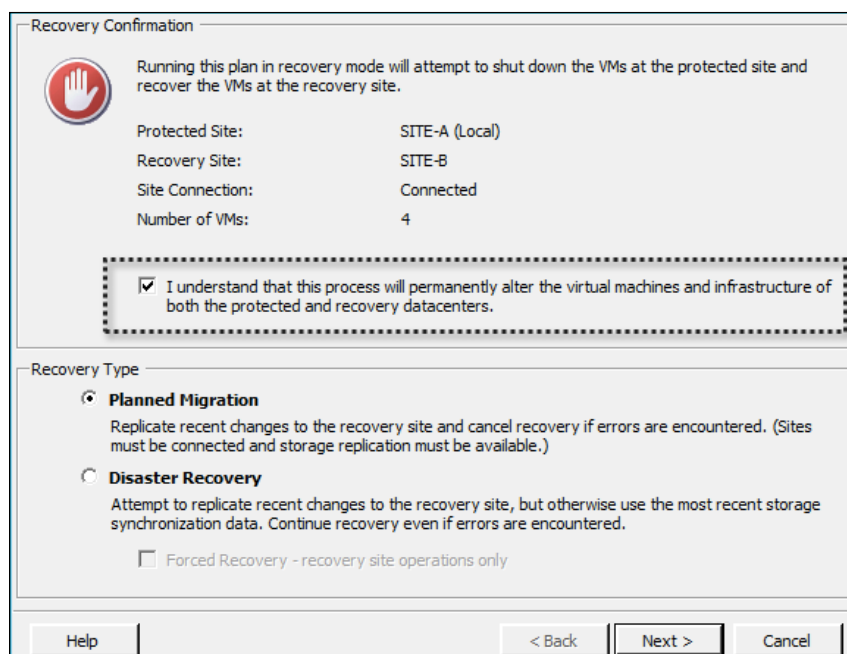 Recovery Confirmation
Running this plan in recovery mode will attempt to shut down the VMs at the protected site and
recover the VMs at the recovery site.
Protected Site: SITE-A (Local)
Recovery Site: SITE-B
Site Connection: Connected
Number of VMs: 4
I understand that this process will permanently alter the virtual machines and infrastructure of
both the protected and recovery datacenters.
Recovery Type
Planned Migration
Replicate recent changes to the recovery site and cancel recovery if errors are encountered. (Sites
must be connected and storage replication must be available.)
Disaster Recovery
Attempt to replicate recent changes to the recovery site, but otherwise use the most recent storage
synchronization data. Continue recovery even if errors are encountered.
Forced Recovery - recovery site operations only
Help < Back Next > Cancel